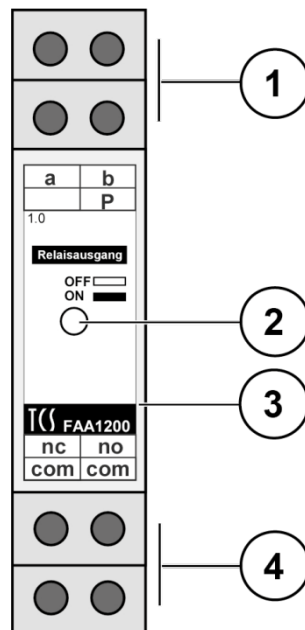 1
a b
P
1.0
Relaisausgang
OFF
ON
2
3
TCS FAA1200
nc no
com com
4